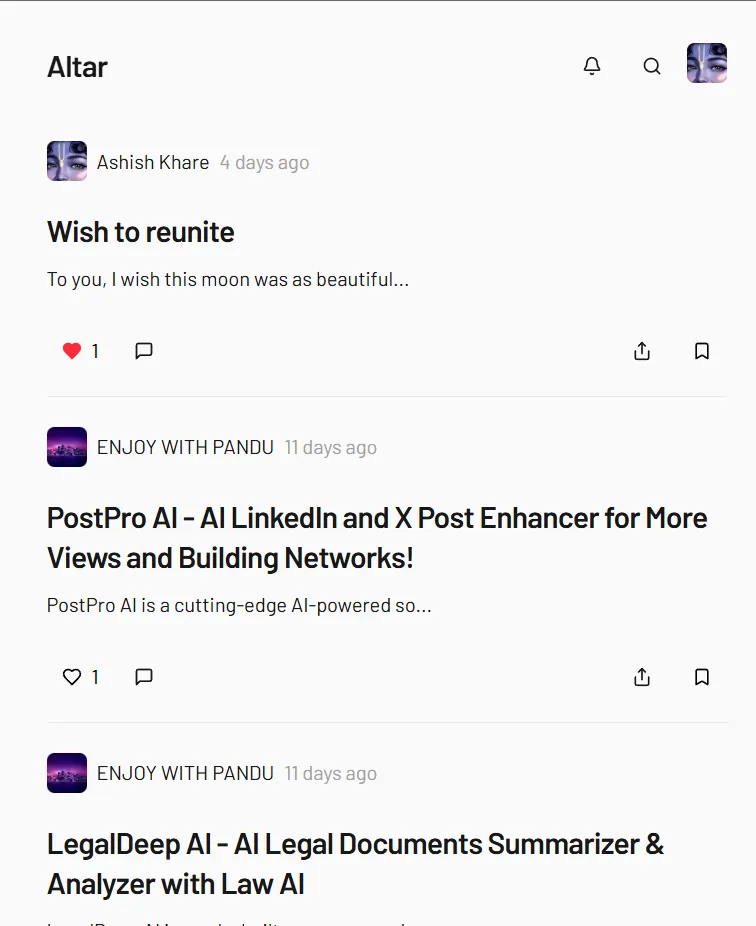 Altar
Ashish Khare 4 days ago
Wish to reunite
To you, I wish this moon was as beautiful...
1
ENJOY WITH PANDU 11 days ago
PostPro AI - AI LinkedIn and X Post Enhancer for More
Views and Building Networks!
PostPro AI is a cutting-edge AI-powered so...
1
ENJOY WITH PANDU 11 days ago
LegalDeep AI - AI Legal Documents Summarizer &
Analyzer with Law AI